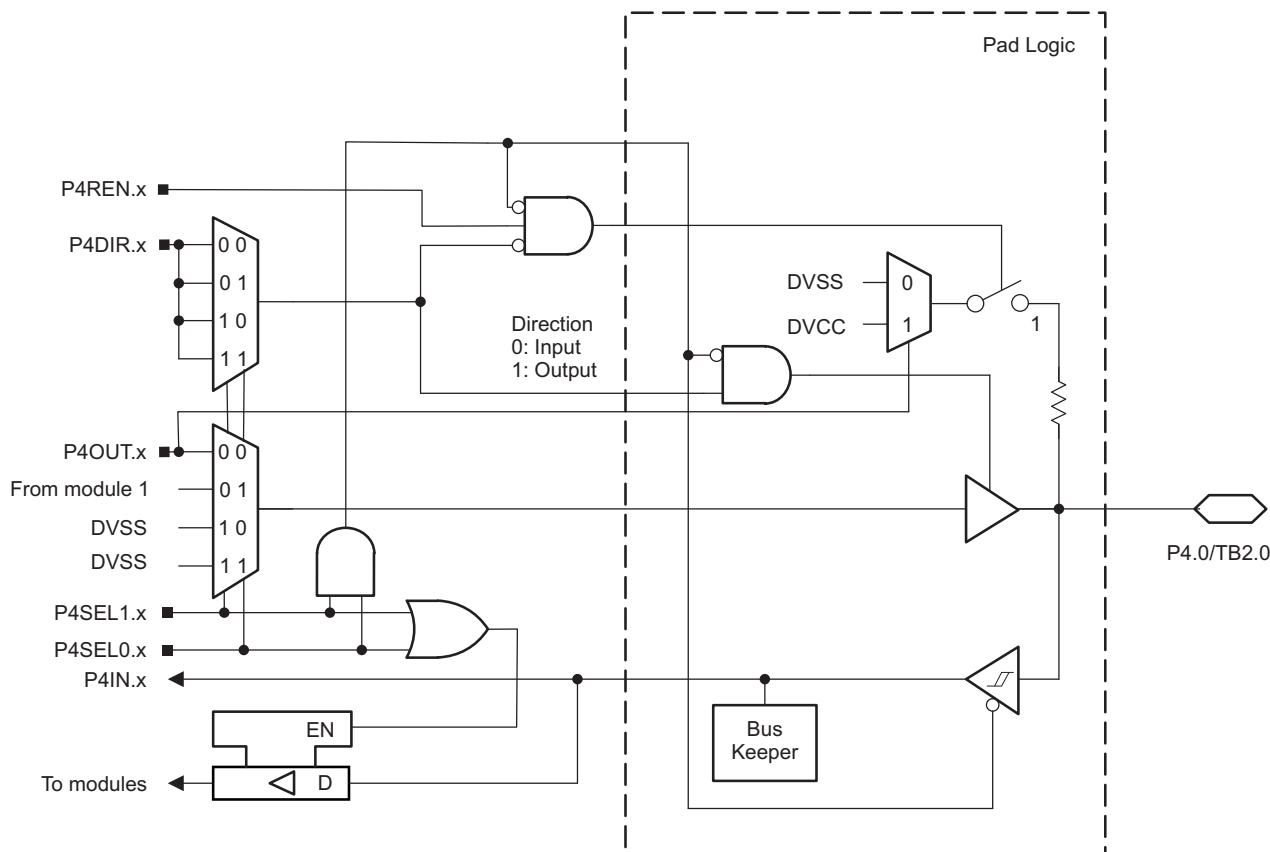 Pad Logic
P4REN.x
P4DIR.x
0 0
0 1
1 0
1 1
Direction
0: Input
1: Output
DVSS
DVCC
0
1
1
P4OUT.x
From module 1
DVSS
DVSS
0 0
0 1
1 0
1 1
P4.0/TB2.0
P4SEL1.x
P4SEL0.x
P4IN.x
EN
D
To modules
Bus
Keeper